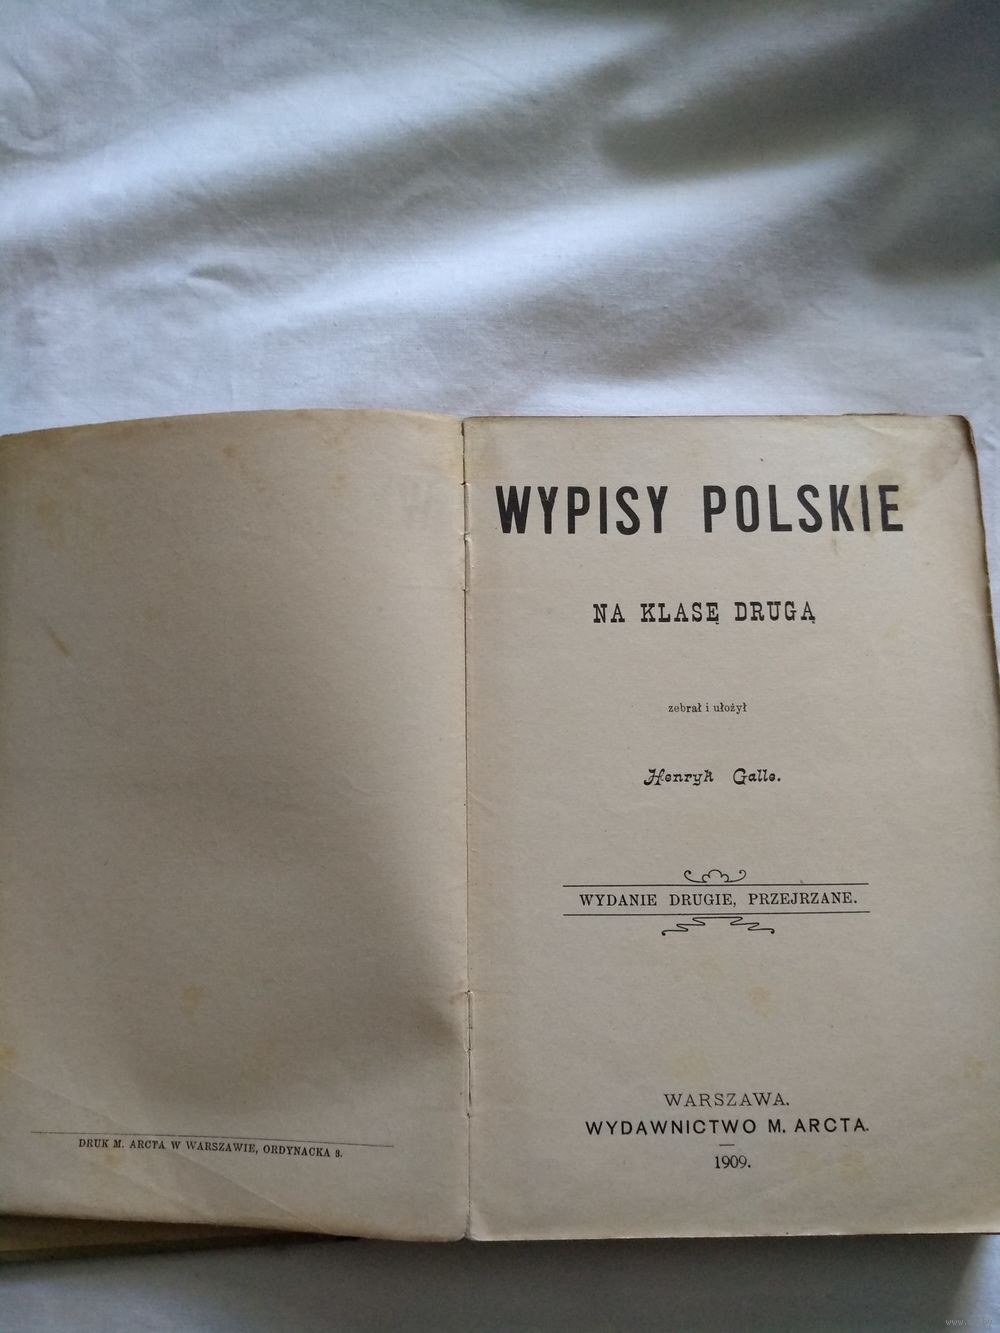 DRUK M. ARCTA W WARSZAWIE, ORDYNACKA 3.
WYPISY POLSKIE
NA KLASĘ DRUGĄ
zebrał i ułożył
Henryk Galle.
WYDANIE DRUGIE, PRZEJRZANE.
WARSZAWA.
WYDAWNICTWO M. ARCTA.
1909.